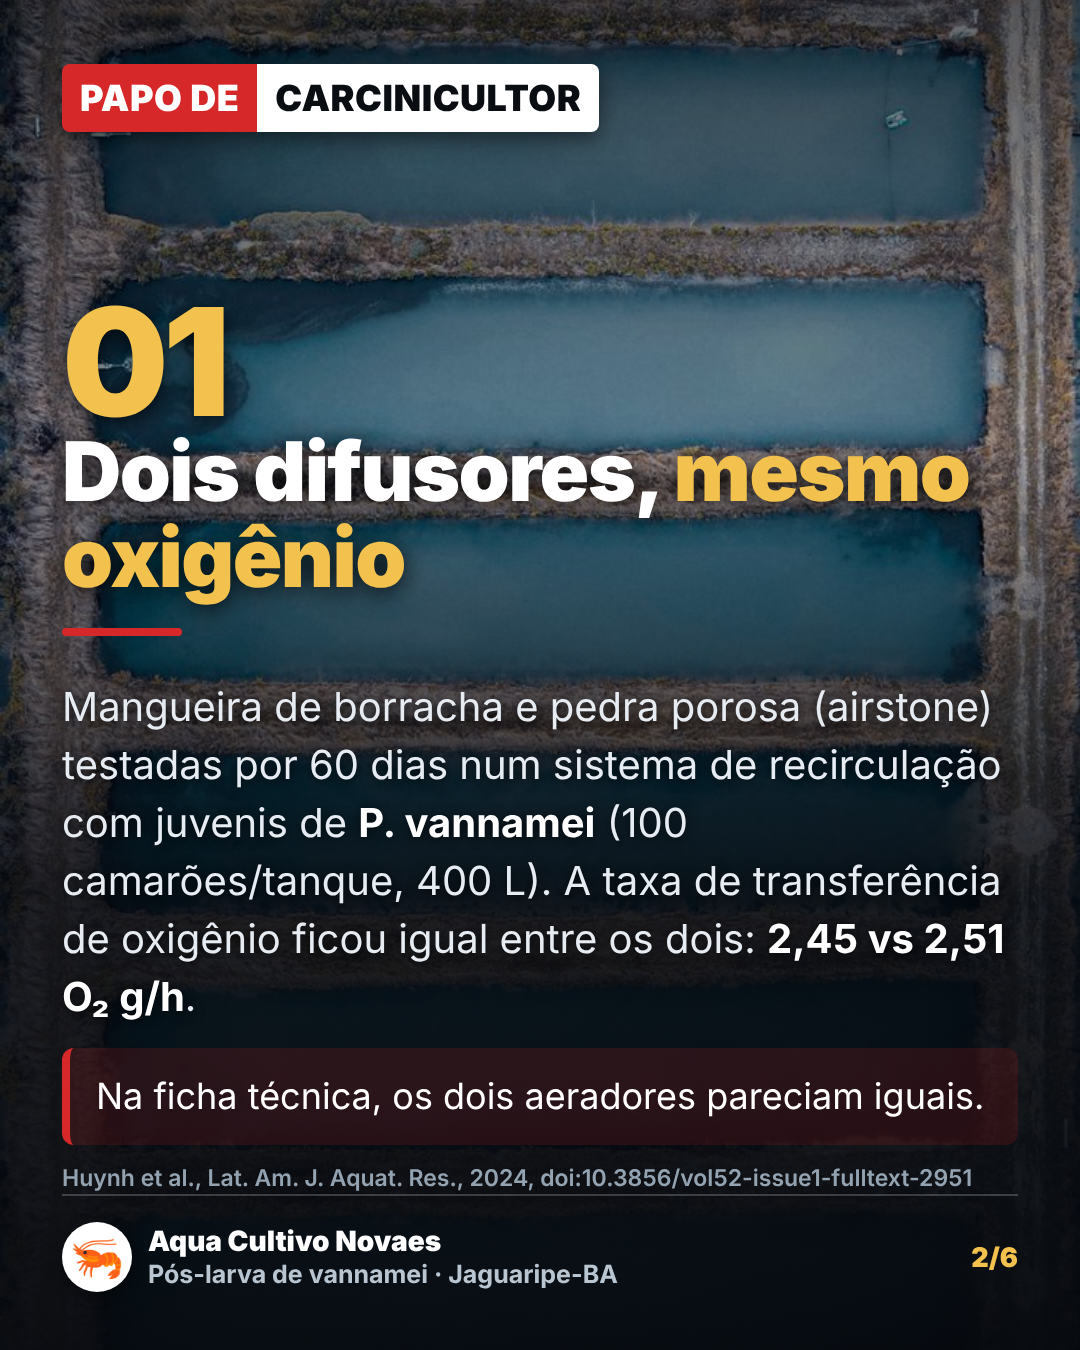 PAPO DE CARCINICULTOR
01
Dois difusores, mesmo
oxigênio
Mangueira de borracha e pedra porosa (airstone)
testadas por 60 dias num sistema de recirculação
com juvenis de P. vannamei (100
camarões/tanque, 400 L). A taxa de transferência
de oxigênio ficou igual entre os dois: 2,45 vs 2,51
O₂ g/h.
Na ficha técnica, os dois aeradores pareciam iguais.
Huynh et al., Lat. Am. J. Aquat. Res., 2024, doi:10.3856/vol52-issue1-fulltext-2951
Aqua Cultivo Novaes
Pós-larva de vannamei · Jaguaripe-BA
2/6